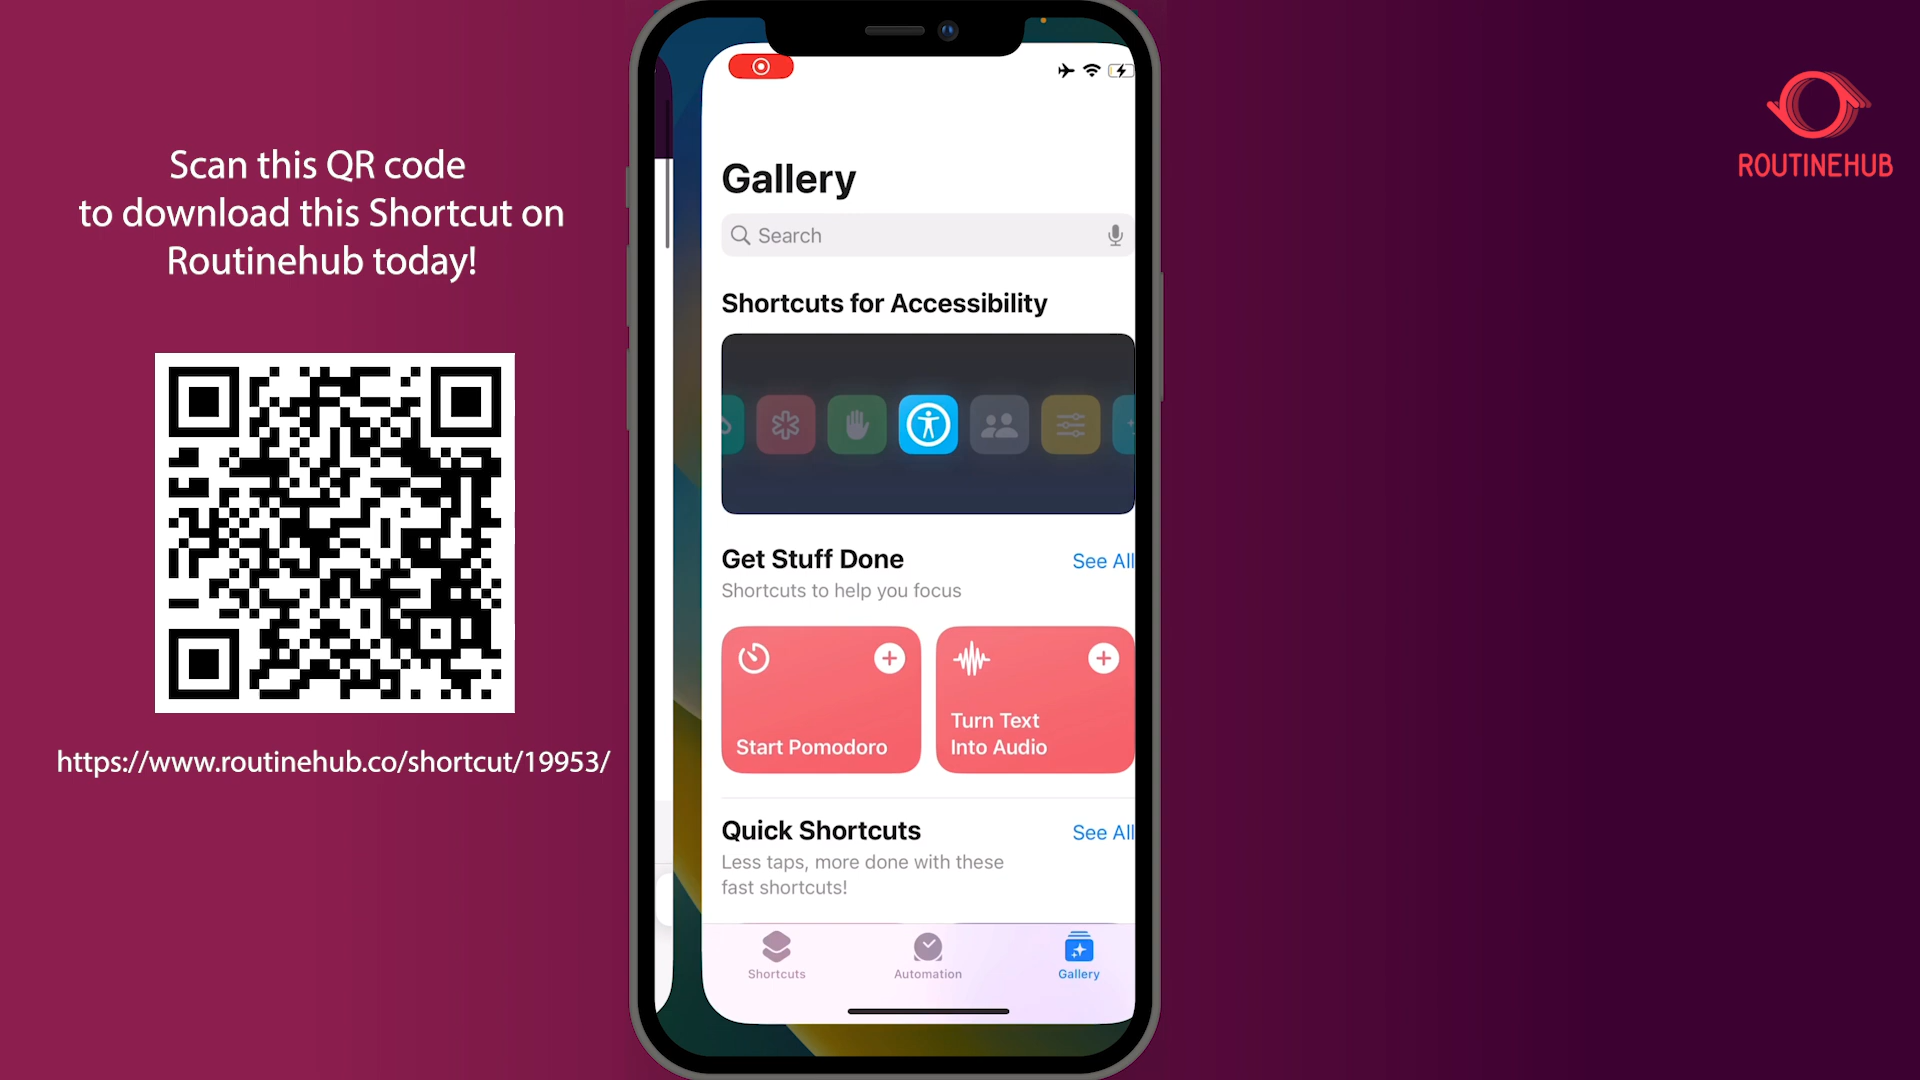 Scan this QR code
to download this Shortcut on
Routinehub today!
https://www.routinehub.co/shortcut/19953/
Gallery
Search
Shortcuts for Accessibility
Get Stuff Done
See All
Shortcuts to help you focus
Start Pomodoro
Turn Text
Into Audio
Quick Shortcuts
See All
Less taps, more done with these
fast shortcuts!
Shortcuts
Automation
Gallery
ROUTINEHUB